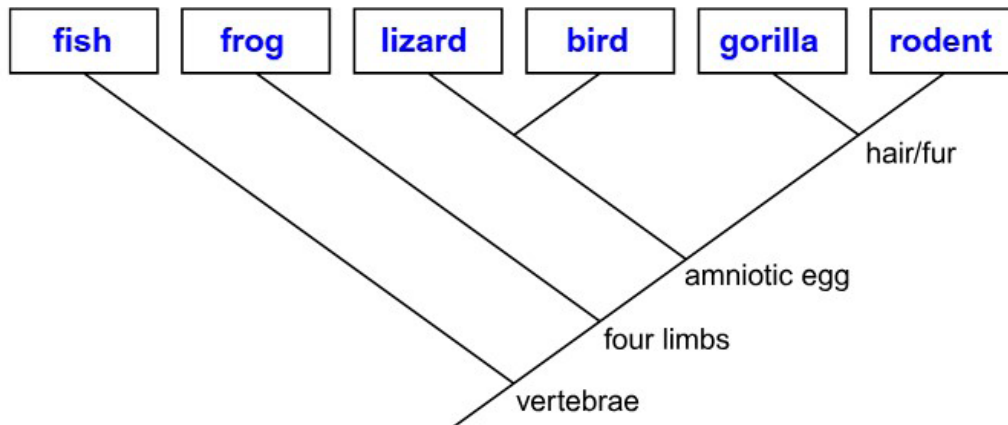 fish frog lizard bird gorilla rodent
hair/fur
amniotic egg
four limbs
vertebrae